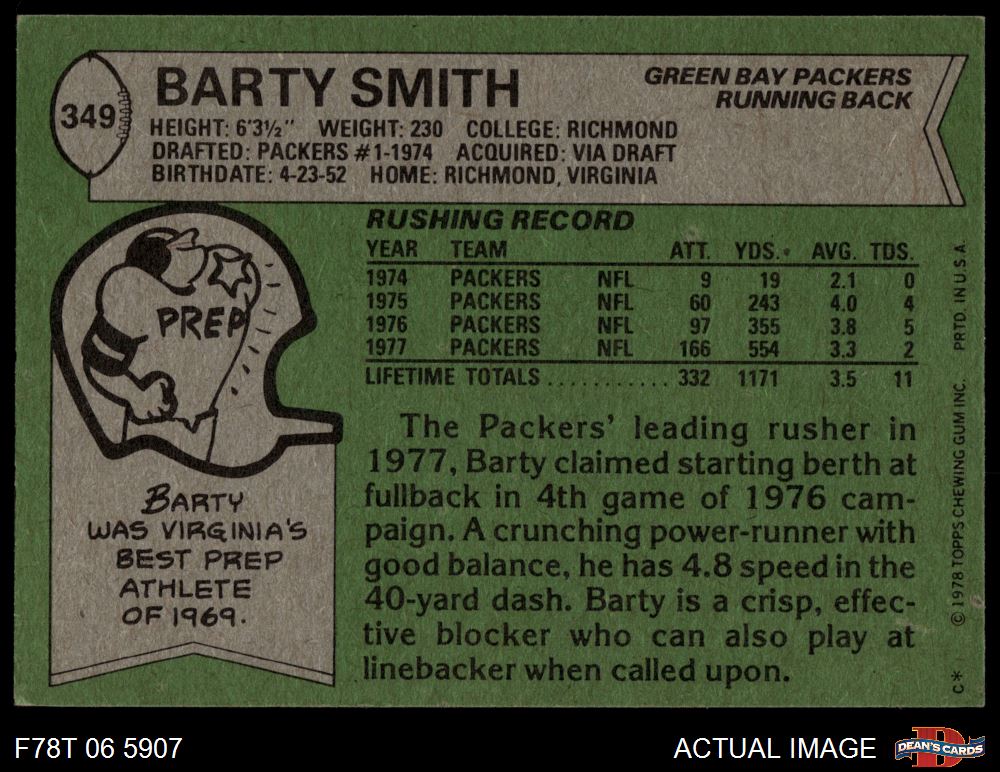 349
BARTY SMITH
GREEN BAY PACKERS
RUNNING BACK
HEIGHT: 6'3½" WEIGHT: 230 COLLEGE: RICHMOND
DRAFTED: PACKERS #1-1974 ACQUIRED: VIA DRAFT
BIRTHDATE: 4-23-52 HOME: RICHMOND, VIRGINIA
PREP
BARTY
WAS VIRGINIA'S
BEST PREP
ATHLETE
OF 1969.
RUSHING RECORD
YEAR TEAM ATT. YDS. AVG. TDS.
1974 PACKERS NFL 9 19 2.1 0
1975 PACKERS NFL 60 243 4.0 4
1976 PACKERS NFL 97 355 3.8 5
1977 PACKERS NFL 166 554 3.3 2
LIFETIME TOTALS........... 332 1171 3.5 11
The Packers' leading rusher in
1977, Barty claimed starting berth at
fullback in 4th game of 1976 cam-
paign. A crunching power-runner with
good balance, he has 4.8 speed in the
40-yard dash. Barty is a crisp, effec-
tive blocker who can also play at
linebacker when called upon.
C* © 1978 TOPPS CHEWING GUM INC. PRTD. IN U.S.A.
F78T 06 5907
ACTUAL IMAGE
D
DEAN'S CARDS